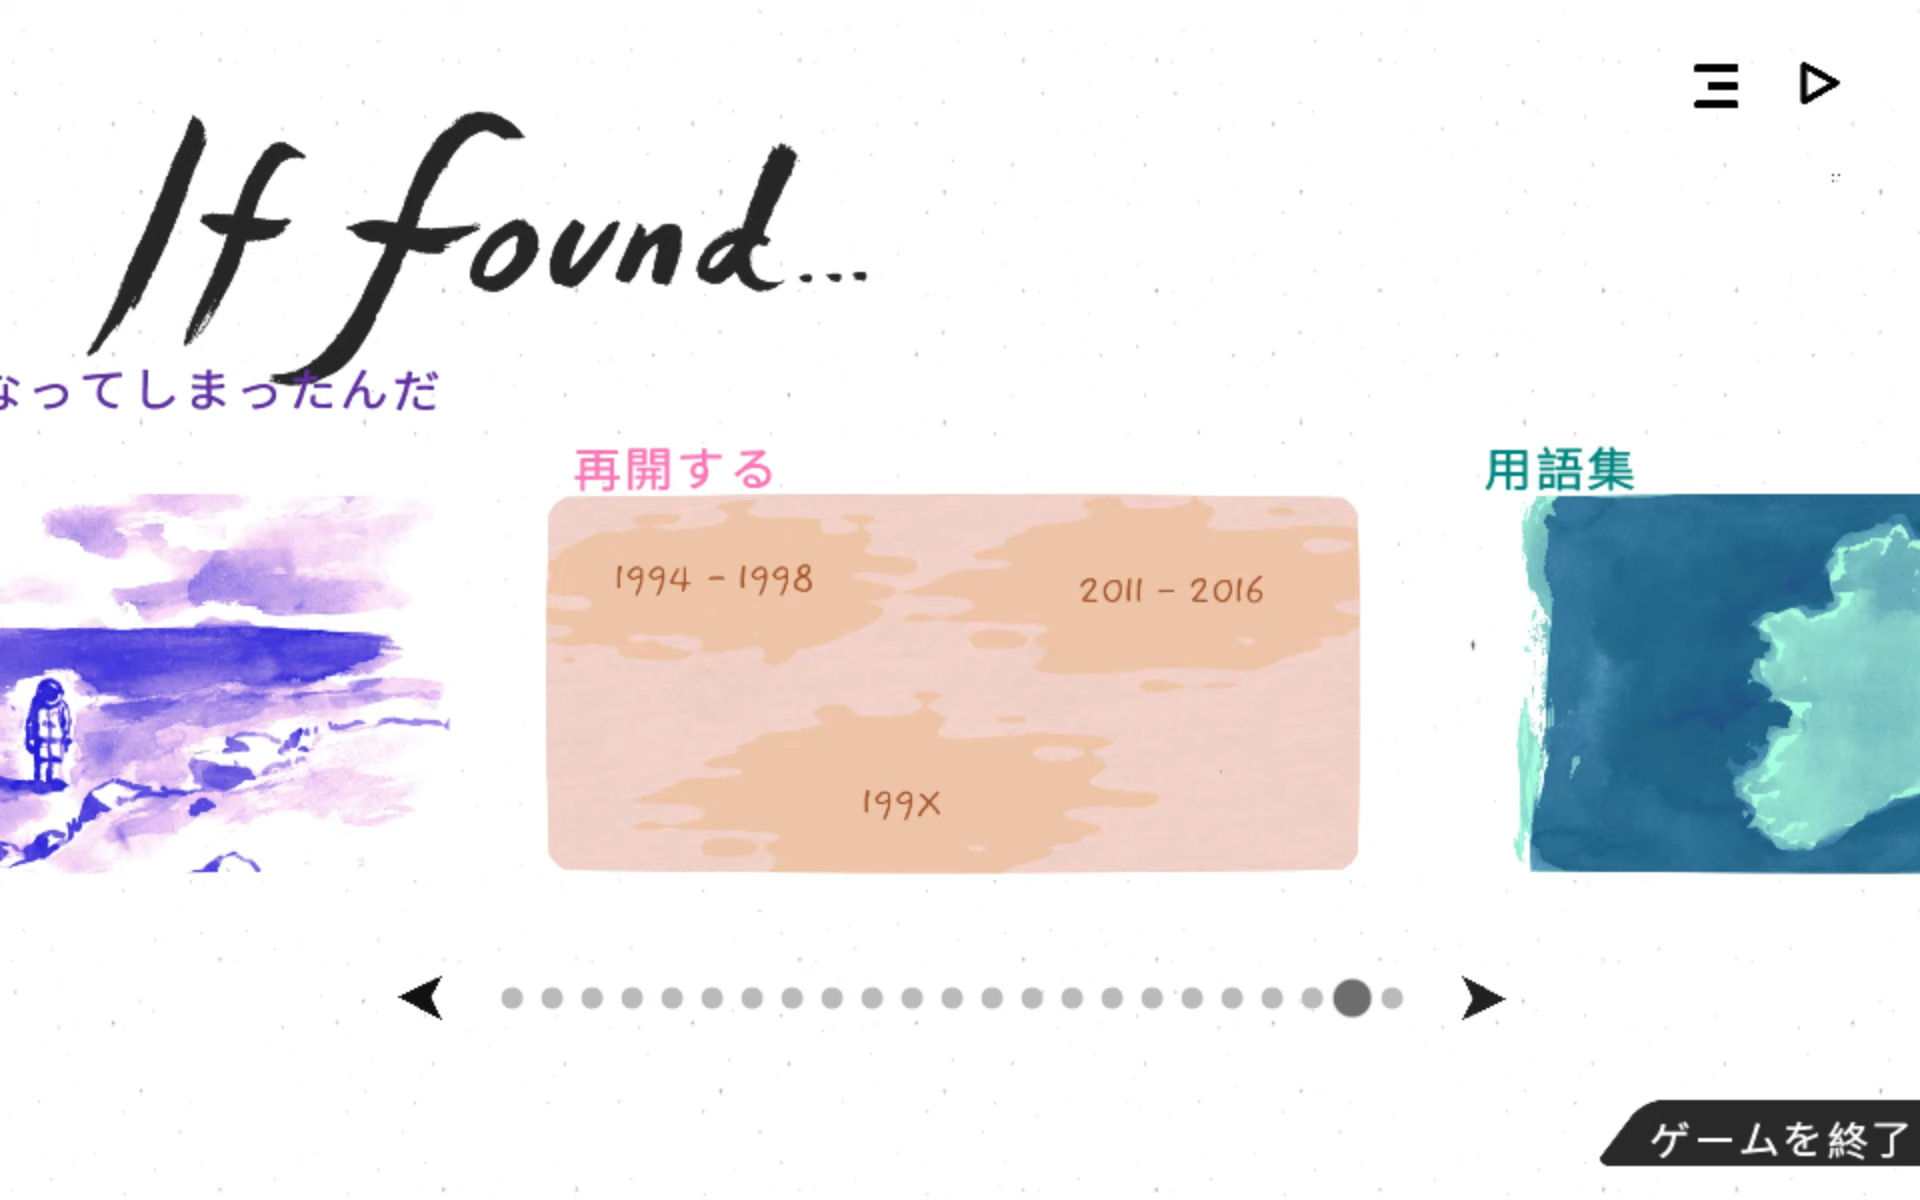 If found...
なってしまったんだ
再開する
用語集
1994 - 1998
2011 - 2016
199X
ゲームを終了